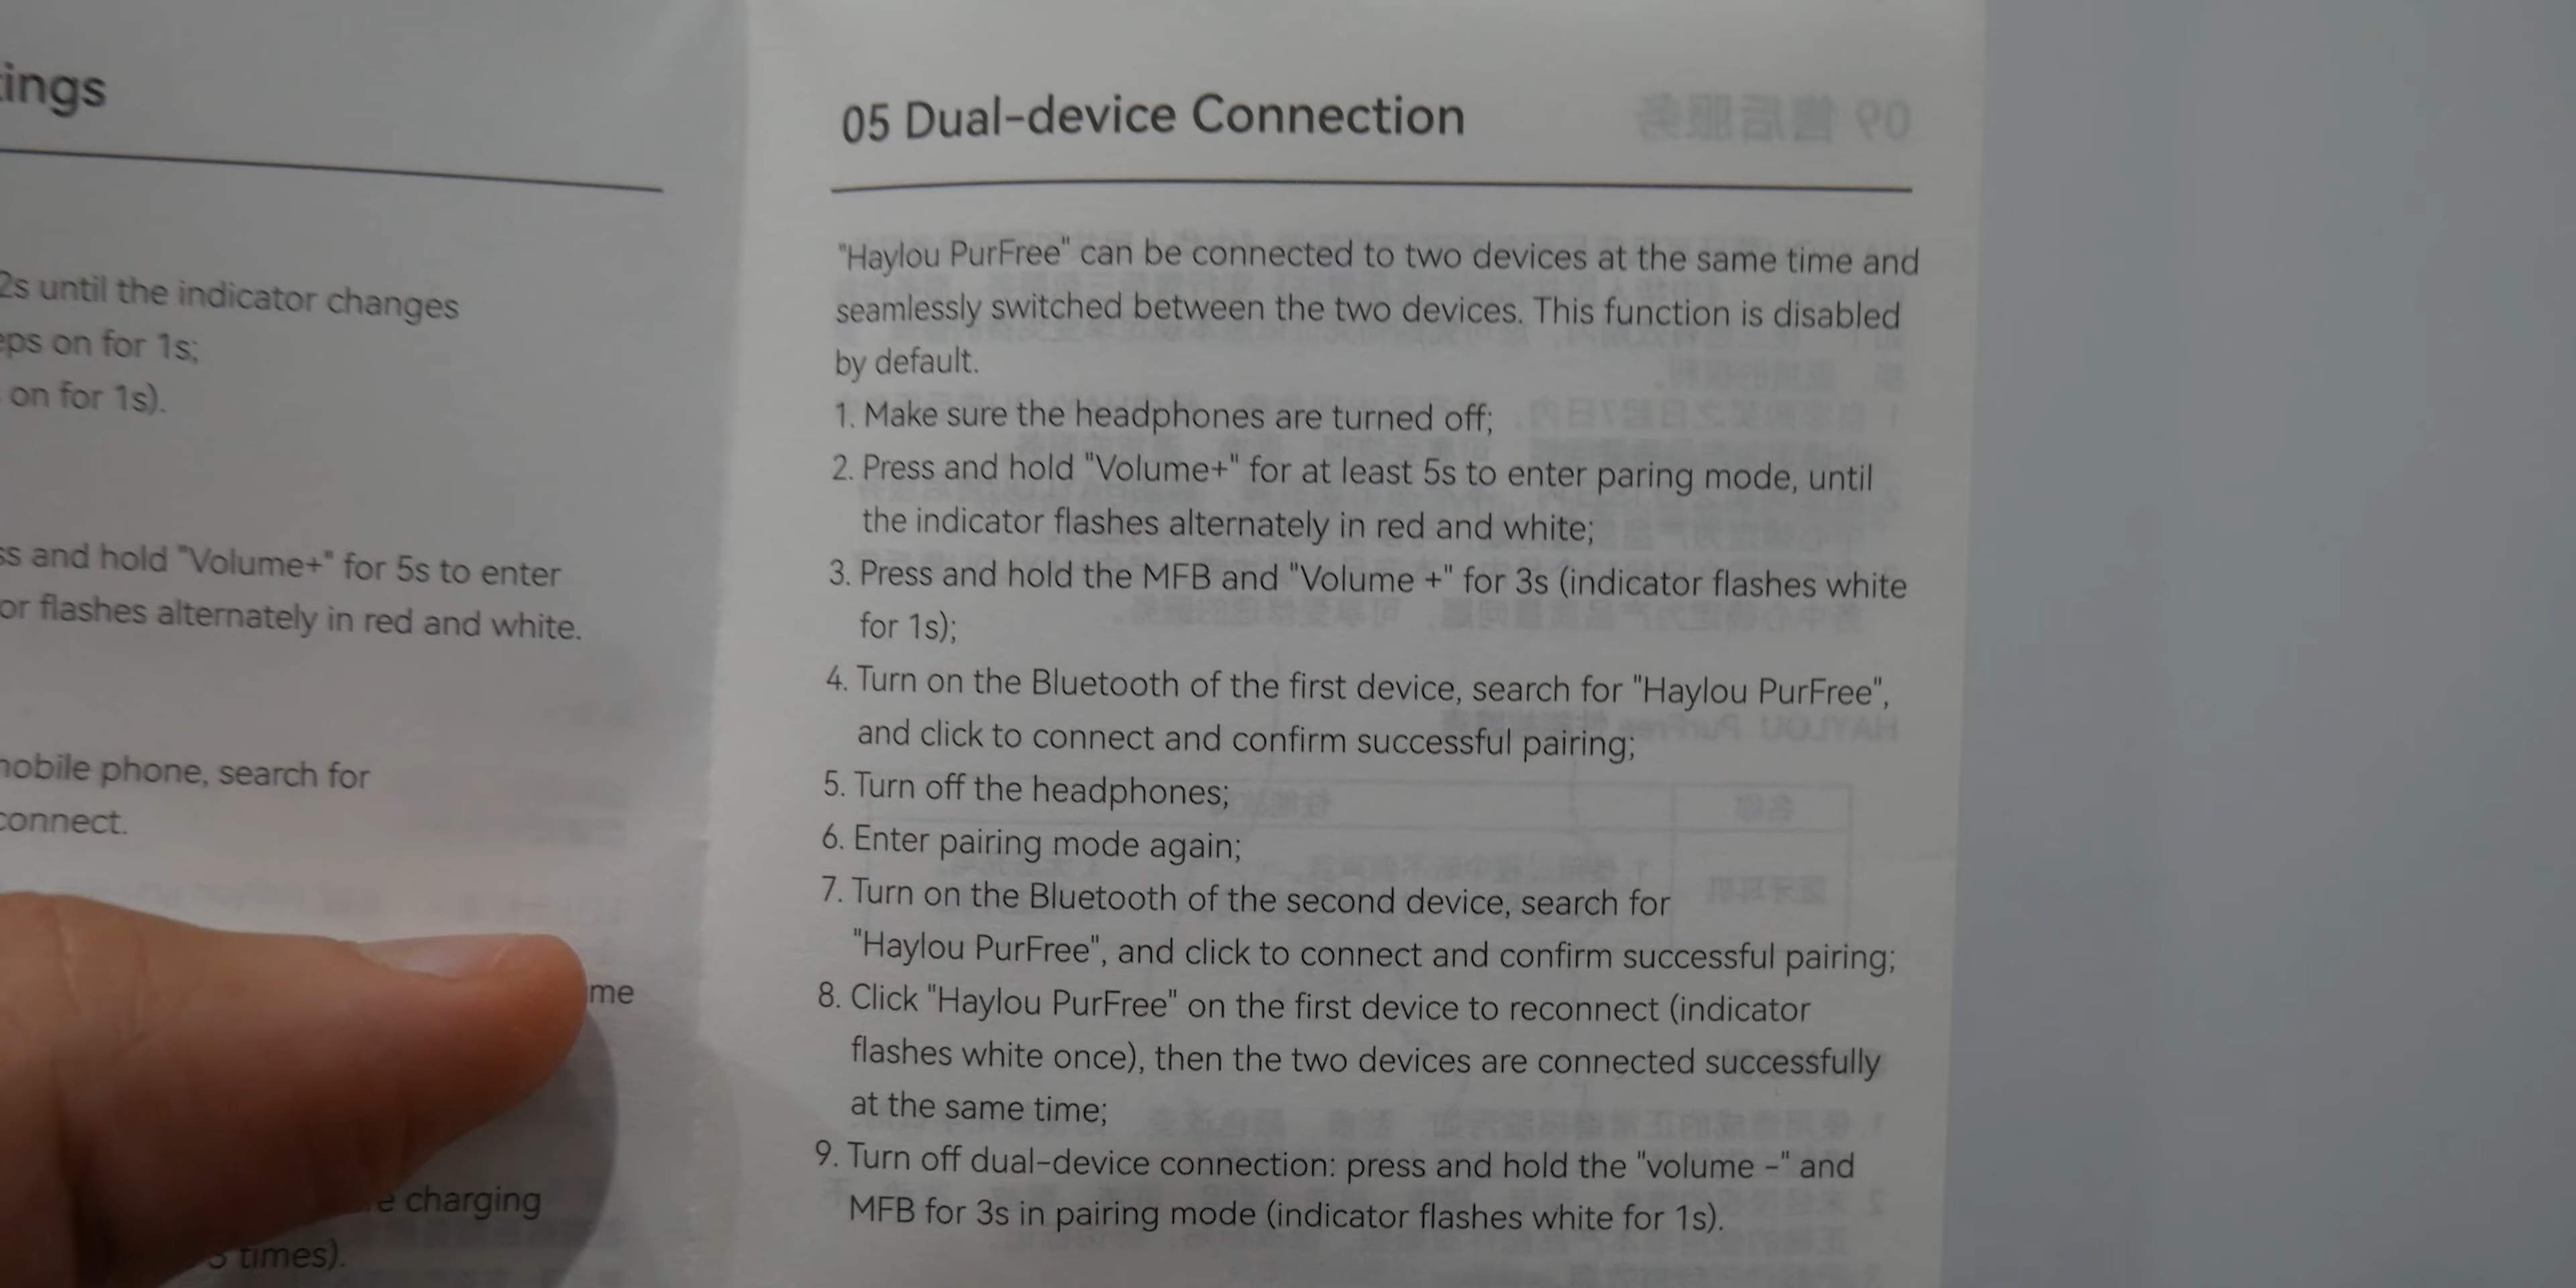 ings
2s until the indicator changes
eps on for 1s;
on for 1s).
ss and hold "Volume+" for 5s to enter
or flashes alternately in red and white.
mobile phone, search for
connect.
me
e charging
3 times).
05 Dual-device Connection
"Haylou PurFree" can be connected to two devices at the same time and
seamlessly switched between the two devices. This function is disabled
by default.
1. Make sure the headphones are turned off;
2. Press and hold "Volume+" for at least 5s to enter paring mode, until
the indicator flashes alternately in red and white;
3. Press and hold the MFB and "Volume +" for 3s (indicator flashes white
for 1s);
4. Turn on the Bluetooth of the first device, search for "Haylou PurFree",
and click to connect and confirm successful pairing;
5. Turn off the headphones;
6. Enter pairing mode again;
7. Turn on the Bluetooth of the second device, search for
"Haylou PurFree", and click to connect and confirm successful pairing;
8. Click "Haylou PurFree" on the first device to reconnect (indicator
flashes white once), then the two devices are connected successfully
at the same time;
9. Turn off dual-device connection: press and hold the "volume -" and
MFB for 3s in pairing mode (indicator flashes white for 1s).